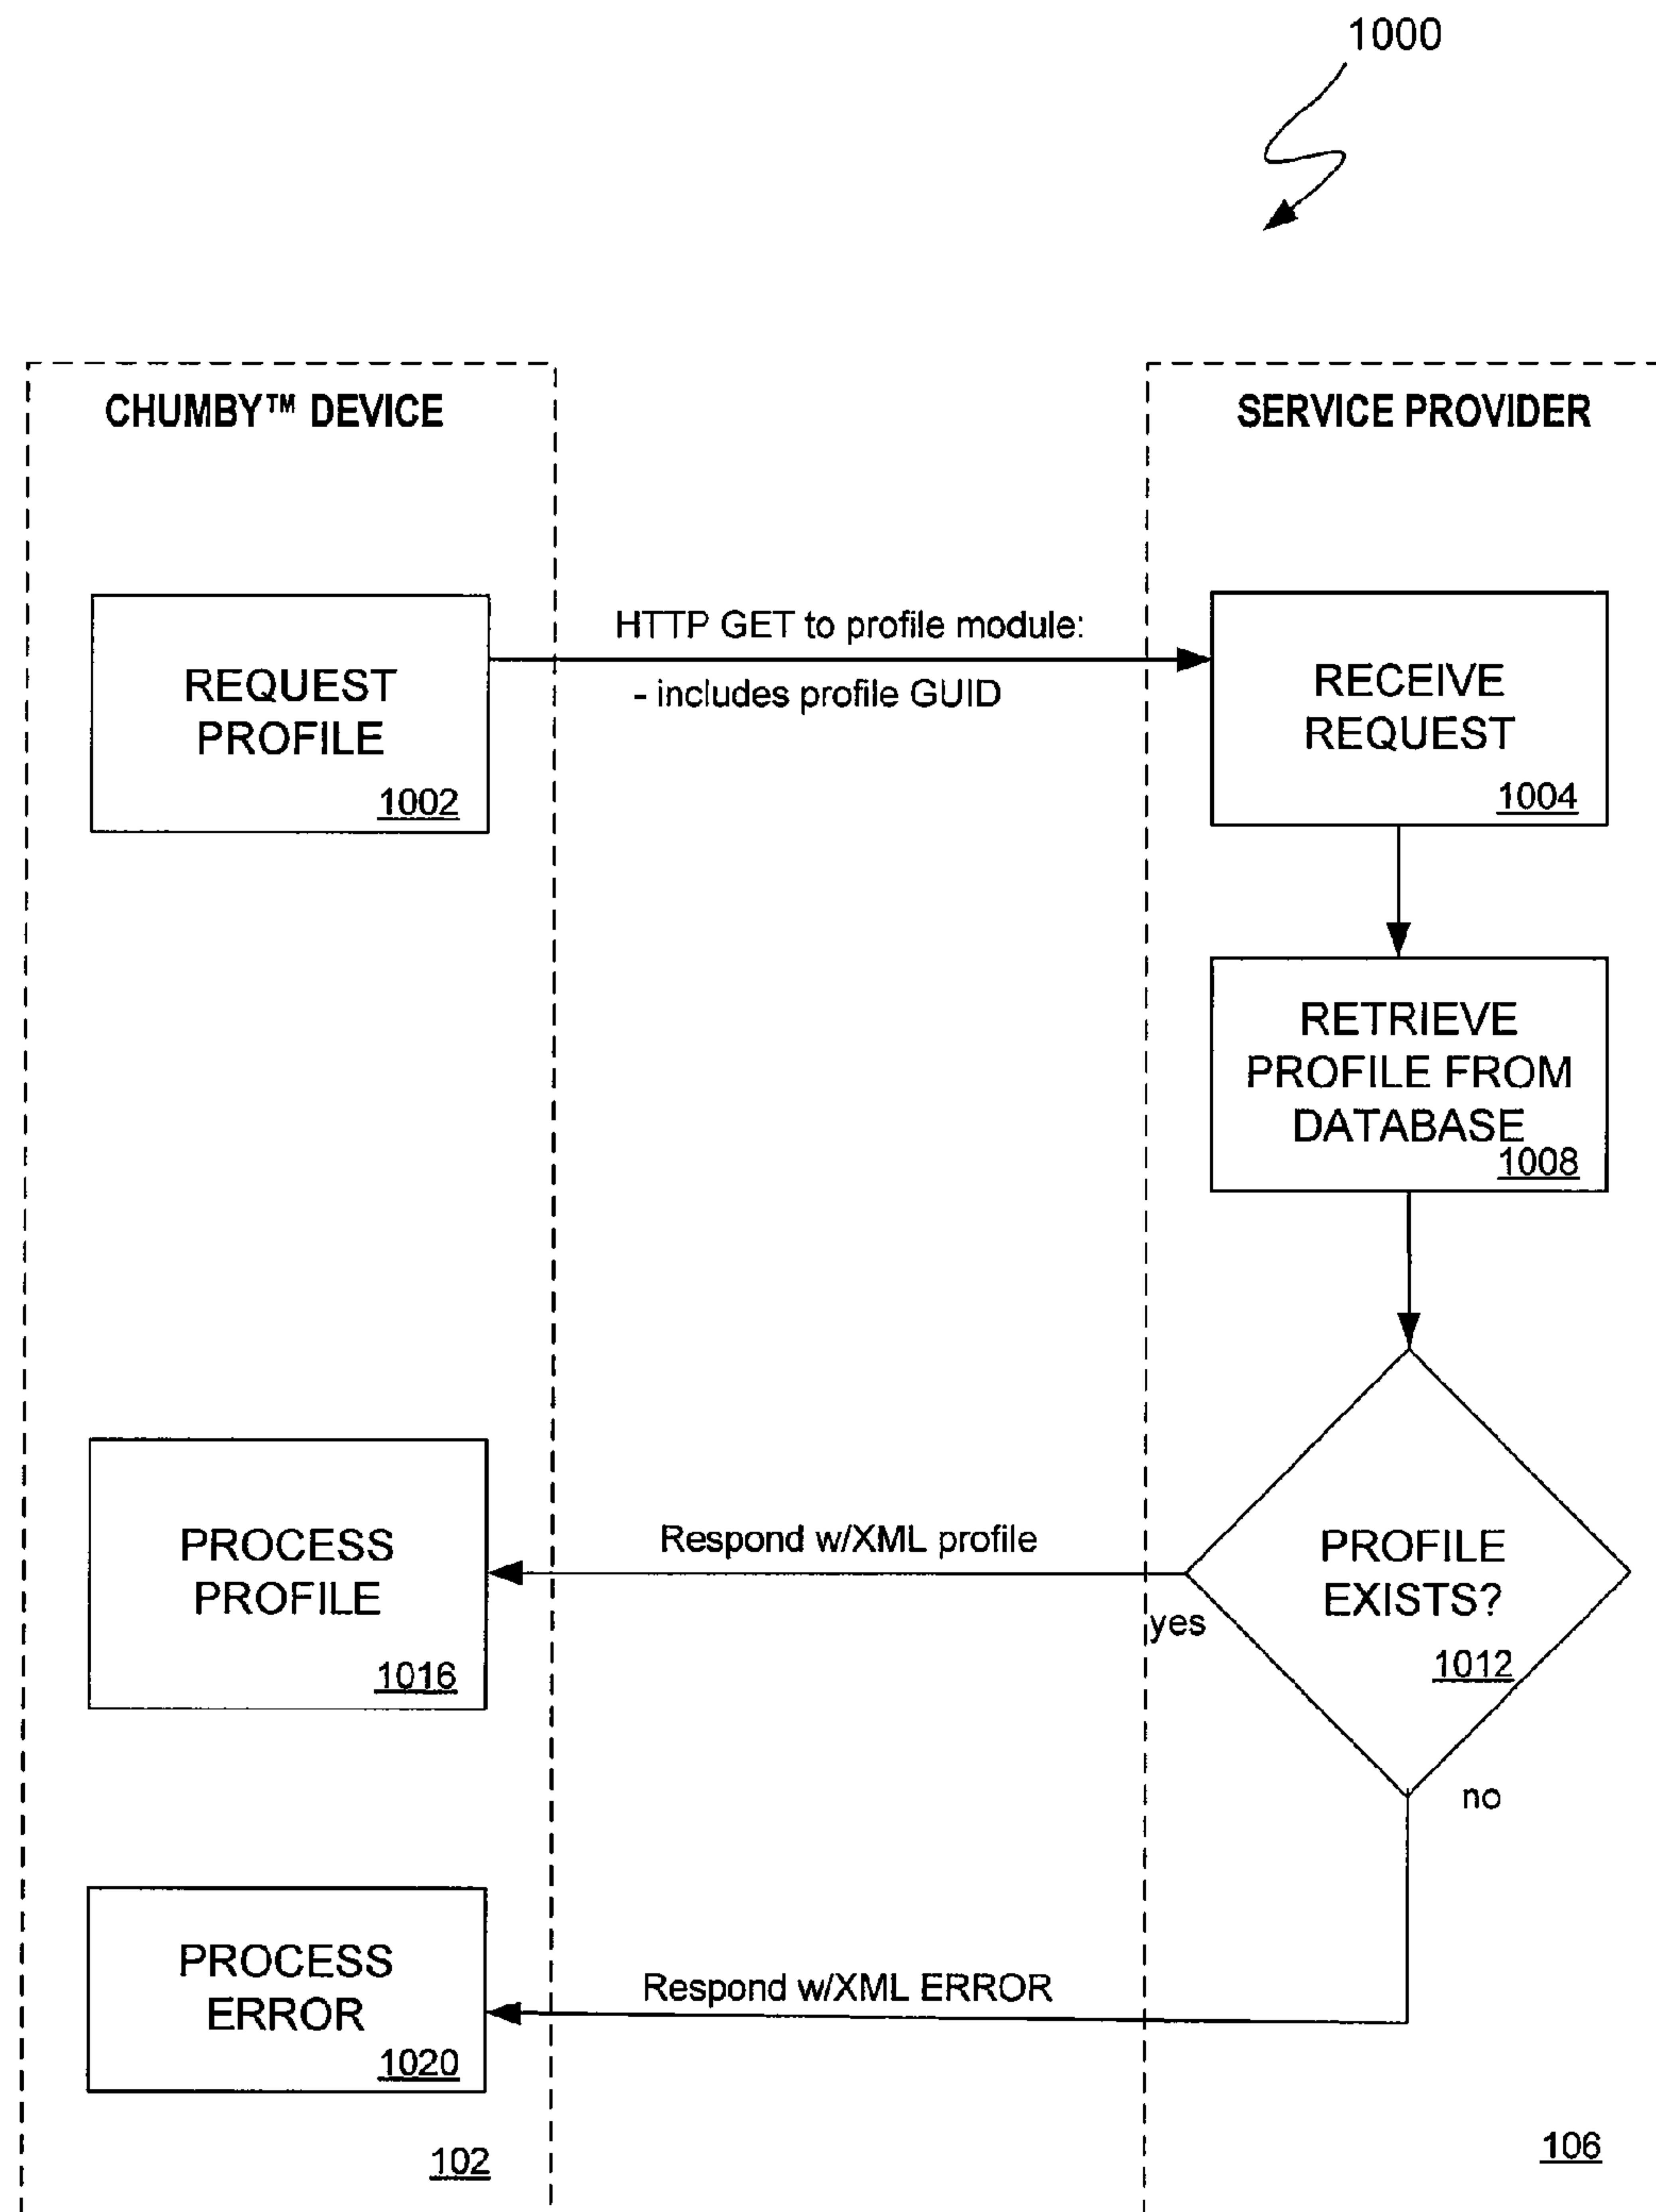 1000
CHUMBY™ DEVICE
SERVICE PROVIDER
REQUEST
PROFILE
1002
HTTP GET to profile module:
- includes profile GUID
RECEIVE
REQUEST
1004
RETRIEVE
PROFILE FROM
DATABASE
1008
PROFILE
EXISTS?
1012
yes
Respond w/XML profile
PROCESS
PROFILE
1016
no
Respond w/XML ERROR
PROCESS
ERROR
1020
102
106